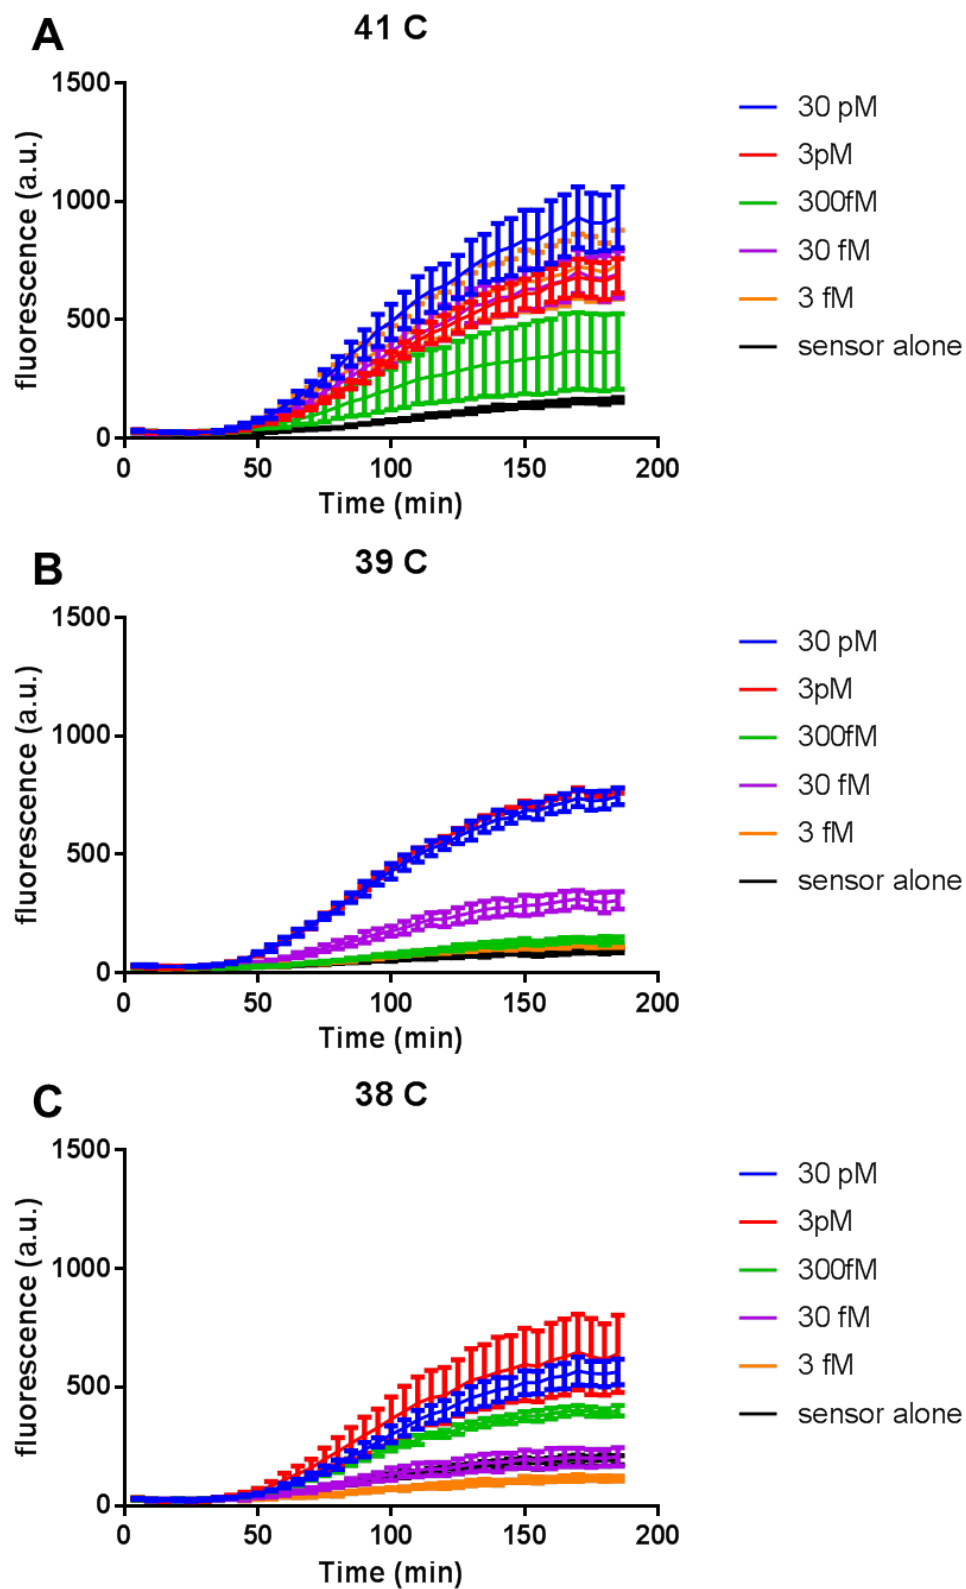 A
41 C
1500
1000
500
0
fluorescence (a.u.)
0 50 100 150 200
Time (min)
30 pM
3pM
300fM
30 fM
3 fM
sensor alone
B
39 C
1500
1000
500
0
fluorescence (a.u.)
0 50 100 150 200
Time (min)
30 pM
3pM
300fM
30 fM
3 fM
sensor alone
C
38 C
1500
1000
500
0
fluorescence (a.u.)
0 50 100 150 200
Time (min)
30 pM
3pM
300fM
30 fM
3 fM
sensor alone